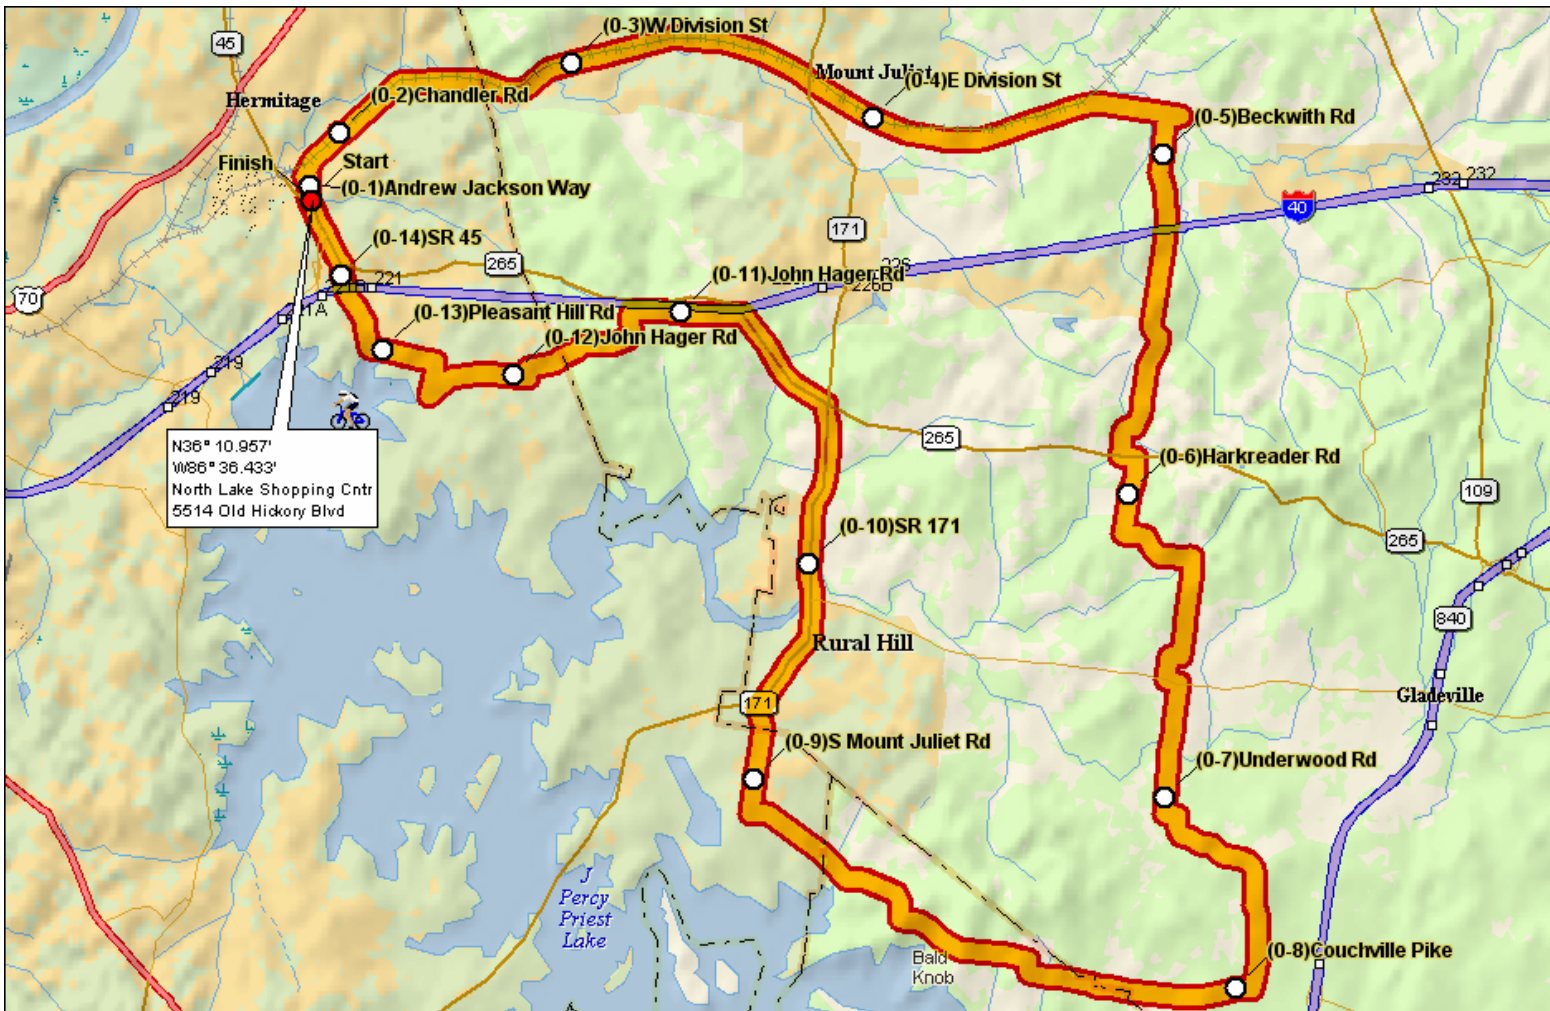 (0-3)W Division St
45
Mount Juliet
(0-4)E Division St
Hermitage
(0-2)Chandler Rd
(0-5)Beckwith Rd
Finish
Start
(0-1)Andrew Jackson Way
232
232
40
171
(0-14)SR 45
265
(0-11)John Hager Rd
226
226B
221
70
(0-13)Pleasant Hill Rd
(0-12)John Hager Rd
219
219
265
(0-6)Harkreader Rd
N36° 10.957'
W86° 36.433'
North Lake Shopping Cntr
5514 Old Hickory Blvd
109
(0-10)SR 171
265
840
Rural Hill
Gladeville
171
(0-9)S Mount Juliet Rd
(0-7)Underwood Rd
J
Percy
Priest
Lake
Bald
Knob
(0-8)Couchville Pike